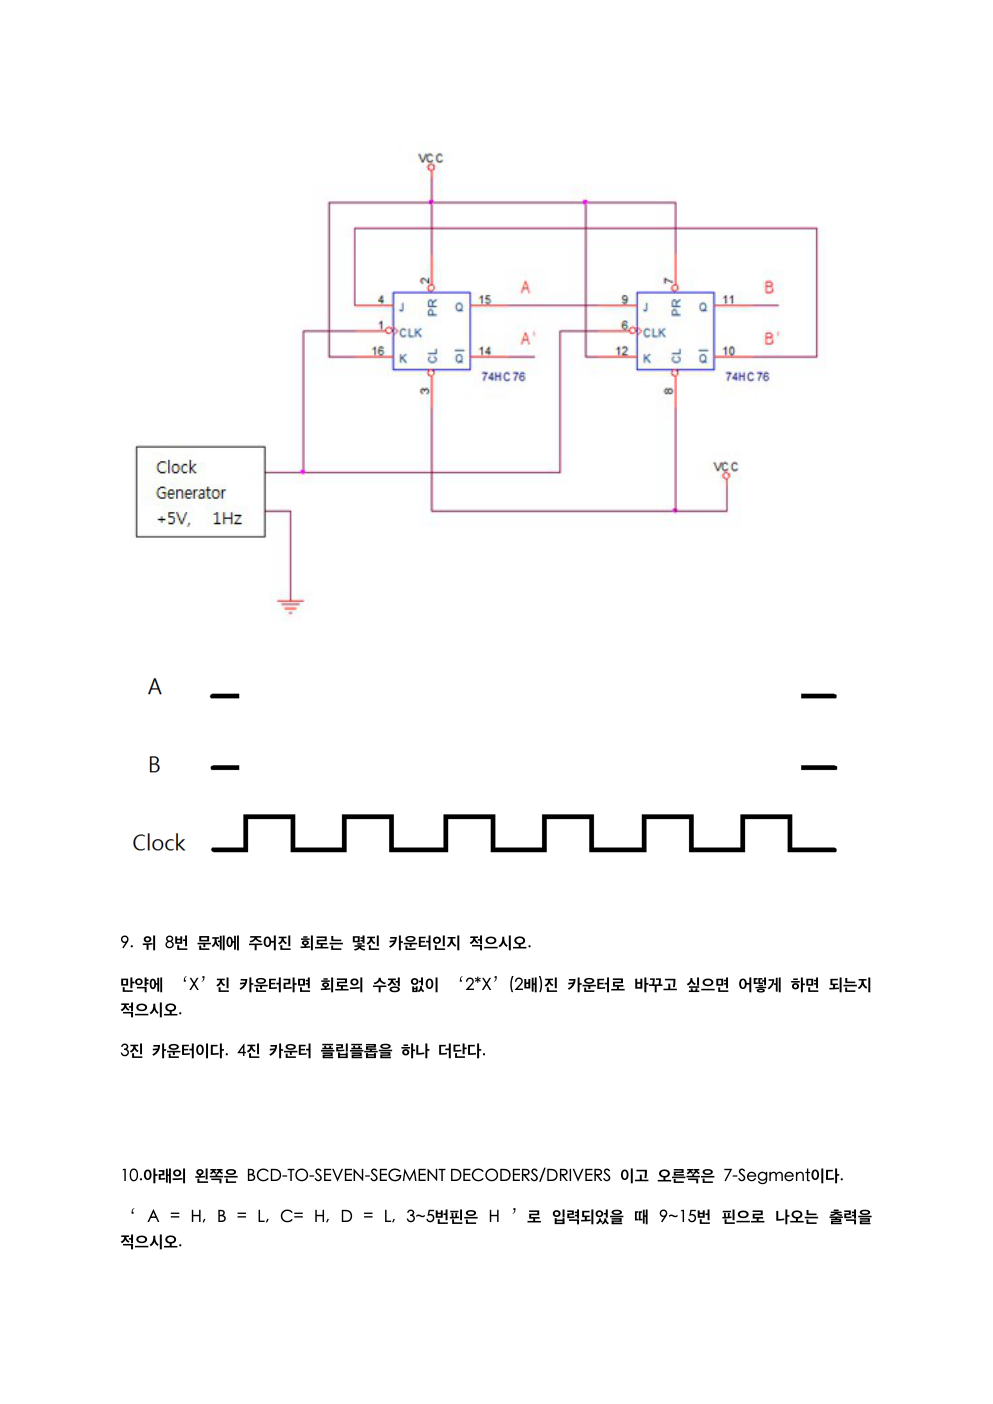 VCC
2
7
4 J PR Q 15 A 9 J PR Q 11 B
1 CLK 6 CLK
A' B'
16 K CL Q 14 12 K CL Q 10
74HC76 74HC76
3
8
Clock
Generator
+5V, 1Hz
VCC
A
B
Clock
9. 위 8번 문제에 주어진 회로는 몇진 카운터인지 적으시오.
만약에 ‘X’진 카운터라면 회로의 수정 없이 ‘2*X’(2배)진 카운터로 바꾸고 싶으면 어떻게 하면 되는지
적으시오.
3진 카운터이다. 4진 카운터 플립플롭을 하나 더단다.
10.아래의 왼쪽은 BCD-TO-SEVEN-SEGMENT DECODERS/DRIVERS 이고 오른쪽은 7-Segment이다.
‘ A = H, B = L, C= H, D = L, 3~5번핀은 H ’로 입력되었을 때 9~15번 핀으로 나오는 출력을
적으시오.